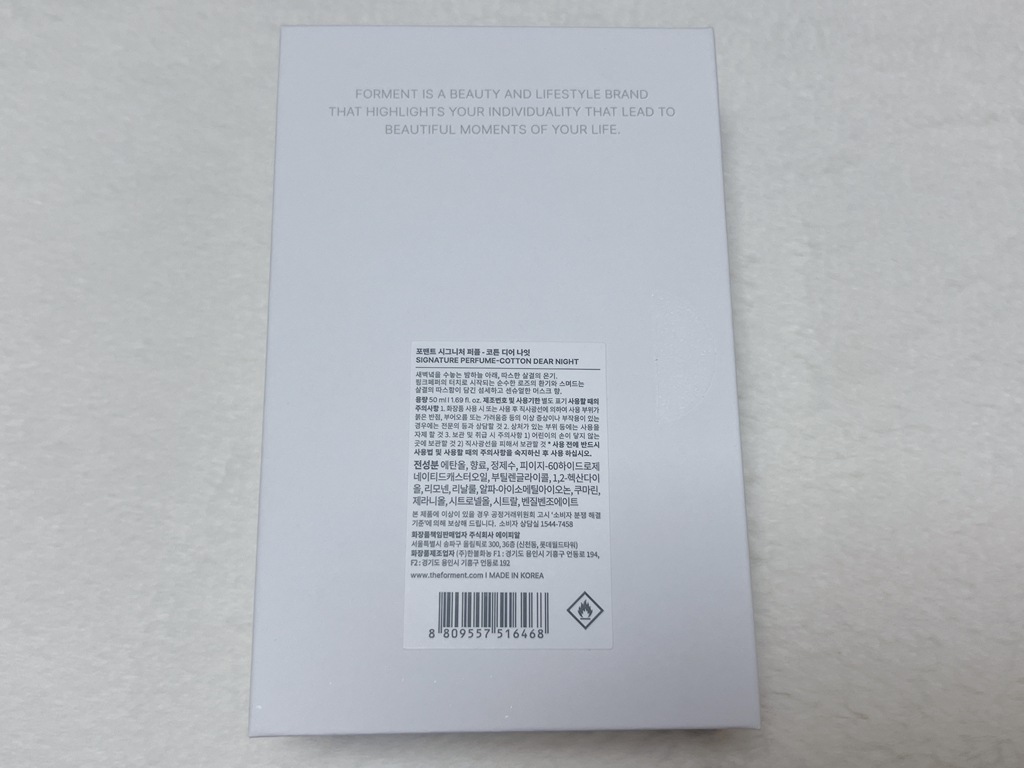 FORMENT IS A BEAUTY AND LIFESTYLE BRAND
THAT HIGHLIGHTS YOUR INDIVIDUALITY THAT LEAD TO
BEAUTIFUL MOMENTS OF YOUR LIFE.
포맨트 시그니처 퍼퓸 - 코튼 디어 나잇
SIGNATURE PERFUME-COTTON DEAR NIGHT
새벽녘을 수놓는 밤하늘 아래, 따스한 살결의 온기.
핑크페퍼의 터치로 시작되는 순수한 로즈의 향기와 스며드는
살결의 따스함이 담긴 섬세하고 센슈얼한 머스크 향.
용량 50 ml l 1.69 fl. oz. 제조번호 및 사용기한 별도 표기 사용할 때의
주의사항 1. 화장품 사용 시 또는 사용 후 직사광선에 의하여 사용 부위가
붉은 반점, 부어오름 또는 가려움증 등의 이상 증상이나 부작용이 있는
경우에는 전문의 등과 상담할 것 2. 상처가 있는 부위 등에는 사용을
자제 할 것 3. 보관 및 취급 시 주의사항 1) 어린이의 손이 닿지 않는
곳에 보관할 것 2) 직사광선을 피해서 보관할 것 * 사용 전에 반드시
사용법 및 사용할 때의 주의사항을 숙지하신 후 사용 하십시오.
전성분 에탄올, 향료, 정제수, 피이지-60하이드로제
네이티드캐스터오일, 부틸렌글라이콜, 1,2-헥산다이
올, 리모넨, 리날룰, 알파-아이소메틸아이오논, 쿠마린,
제라니올, 시트로넬올, 시트랄, 벤질벤조에이트
본 제품에 이상이 있을 경우 공정거래위원회 고시 '소비자 분쟁 해결
기준'에 의해 보상해 드립니다. 소비자 상담실 1544-7458
화장품책임판매업자 주식회사 에이피알
서울특별시 송파구 올림픽로 300, 36층 (신천동, 롯데월드타워)
화장품제조업자 (주)한불화농 F1 : 경기도 용인시 기흥구 언동로 194,
F2 : 경기도 용인시 기흥구 언동로 192
www.theforment.com l MADE IN KOREA
8 809557 516468